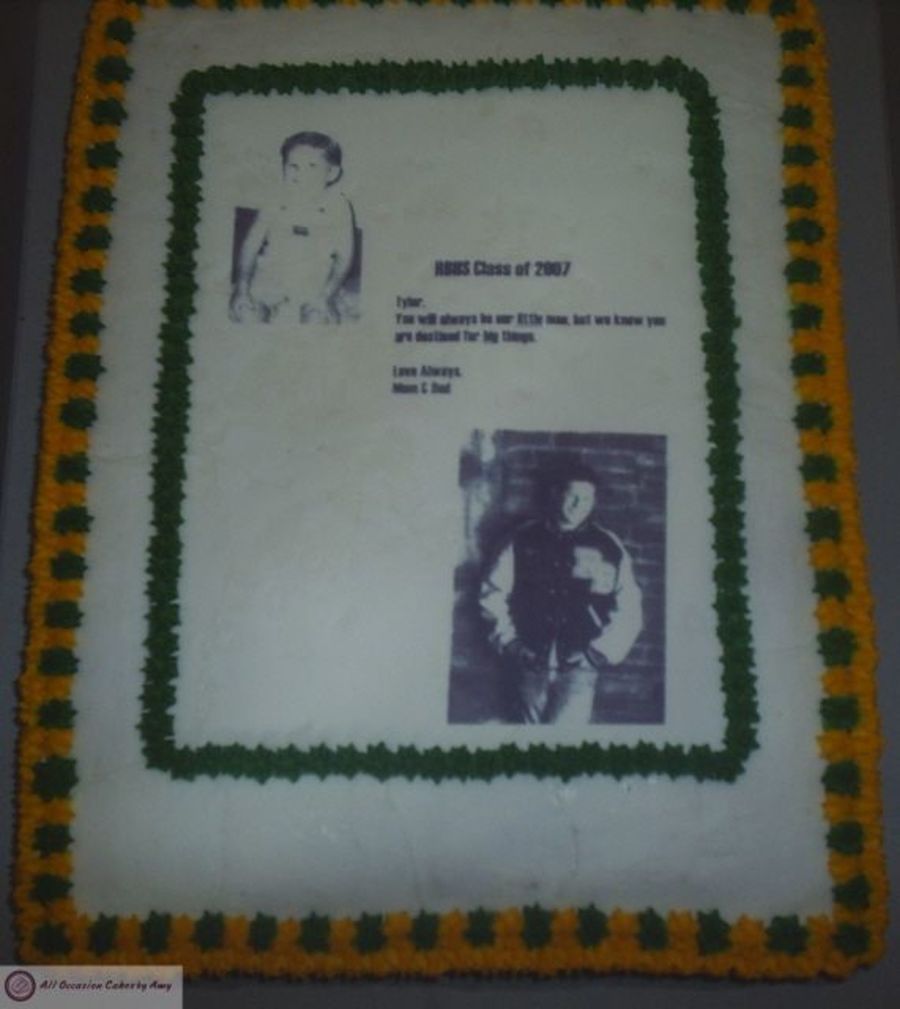 Class of 2007
Tyler,
You will always be our little man, but we know you
are destined for big things.
Love Always,
Mom & Dad
All Occasion Cakes by Amy